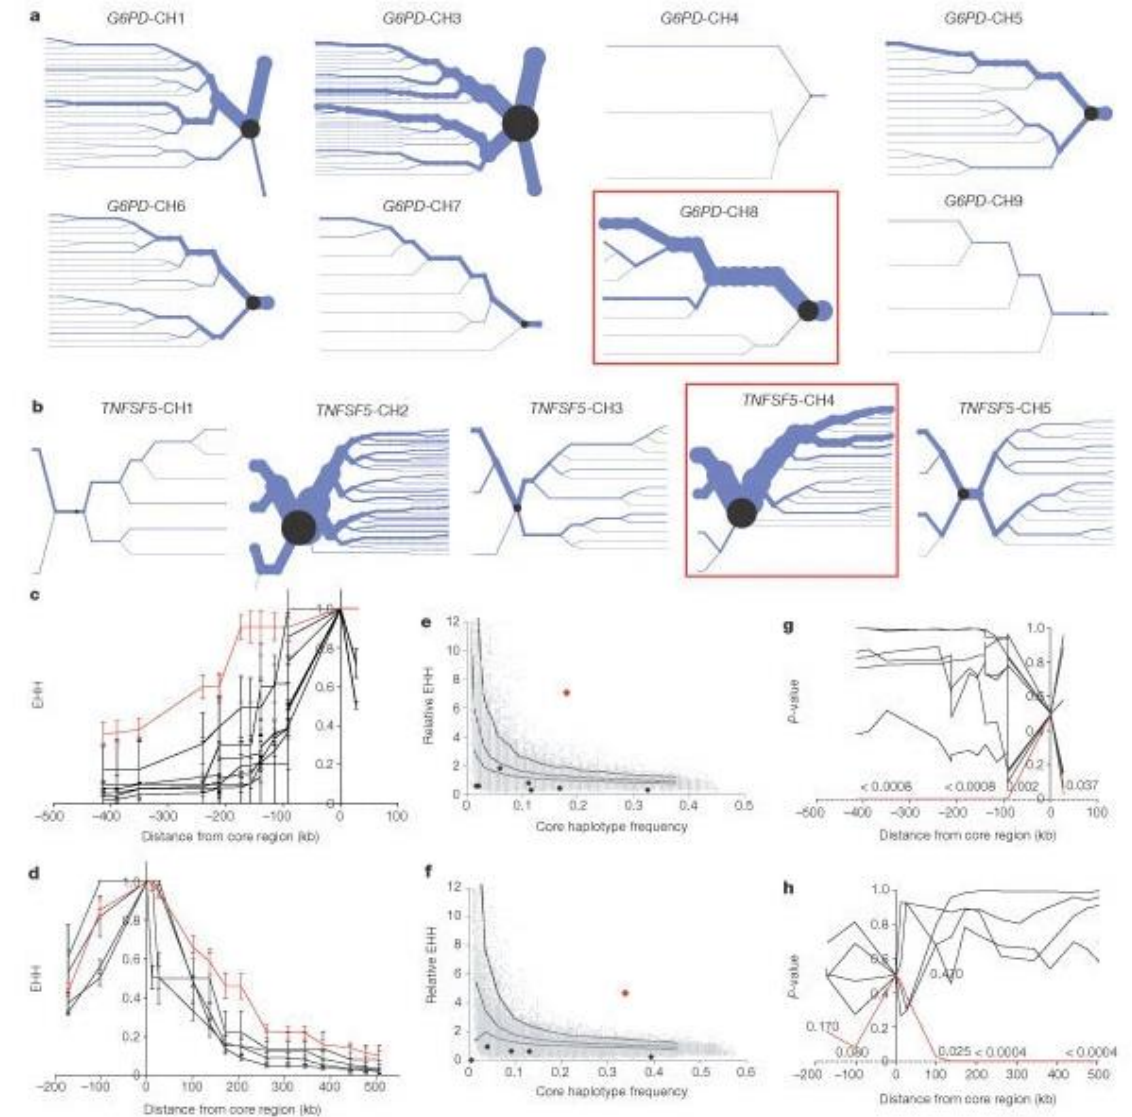 a
G6PD-CH1 G6PD-CH3 G6PD-CH4 G6PD-CH5
G6PD-CH6 G6PD-CH7 G6PD-CH8 G6PD-CH9
b
TNFSF5-CH1 TNFSF5-CH2 TNFSF5-CH3 TNFSF5-CH4 TNFSF5-CH5
c
EHH
1.0
0.8
0.6
0.4
0.2
0
−500 −400 −300 −200 −100 0 100
Distance from core region (kb)
e
Relative EHH
12
10
8
6
4
2
0
0 0.1 0.2 0.3 0.4 0.5
Core haplotype frequency
g
P-value
1.0
0.8
0.6
0.4
0.2
0
< 0.0006 < 0.0008 0.002 0.037
−500 −400 −300 −200 −100 0 100
Distance from core region (kb)
d
EHH
1.0
0.8
0.6
0.4
0.2
0
−200 −100 0 100 200 300 400 500
Distance from core region (kb)
f
Relative EHH
12
10
8
6
4
2
0
0 0.1 0.2 0.3 0.4 0.5
Core haplotype frequency
h
P-value
1.0
0.8
0.6
0.4
0.2
0
0.470
0.173
0.025 < 0.0004 < 0.0004
−200 −100 0 100 200 300 400 500
Distance from core region (kb)